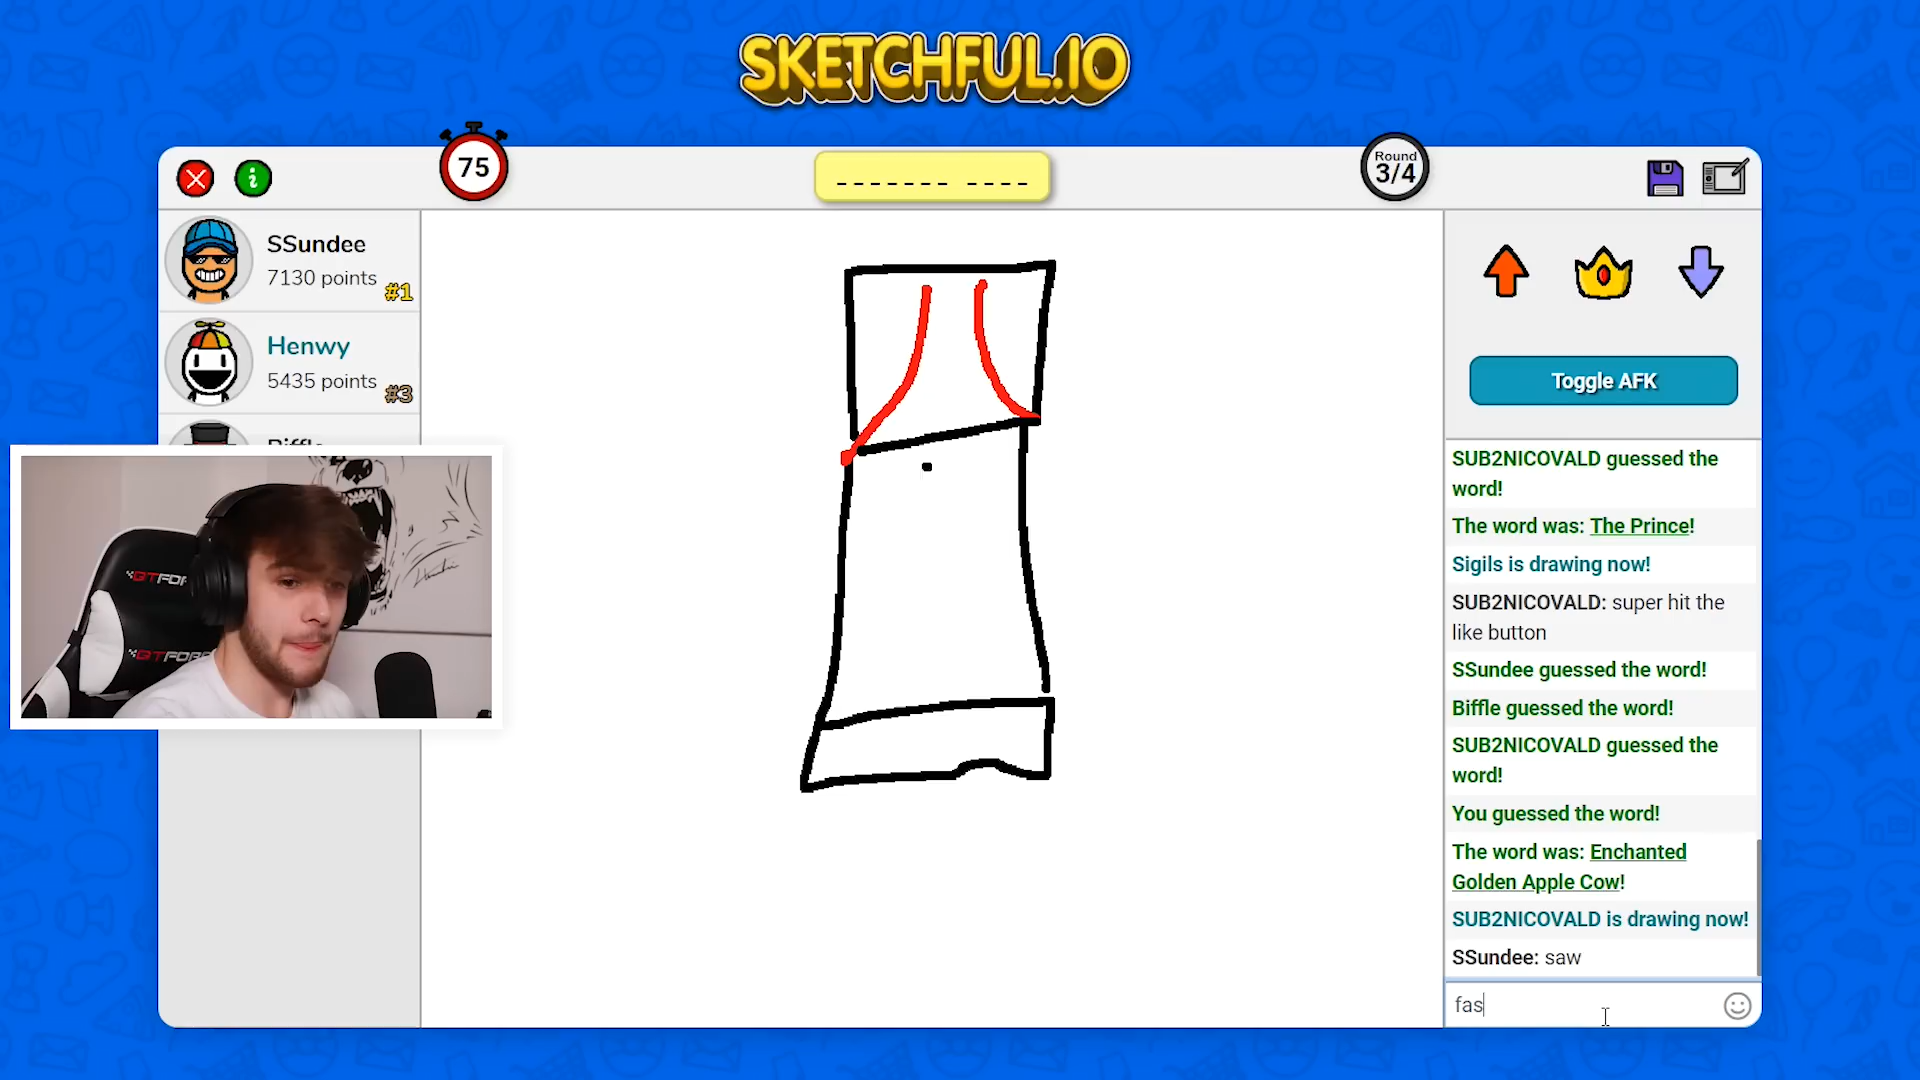 SKETCHFUL.IO
75
_ _ _ _ _ _ _ _ _ _ _
Round
3/4
SSundee
7130 points
#1
Henwy
5435 points
#3
Biffle
GTFOR
GTFORC
Toggle AFK
SUB2NICOVALD guessed the
word!
The word was: The Prince!
Sigils is drawing now!
SUB2NICOVALD: super hit the
like button
SSundee guessed the word!
Biffle guessed the word!
SUB2NICOVALD guessed the
word!
You guessed the word!
The word was: Enchanted
Golden Apple Cow!
SUB2NICOVALD is drawing now!
SSundee: saw
fas